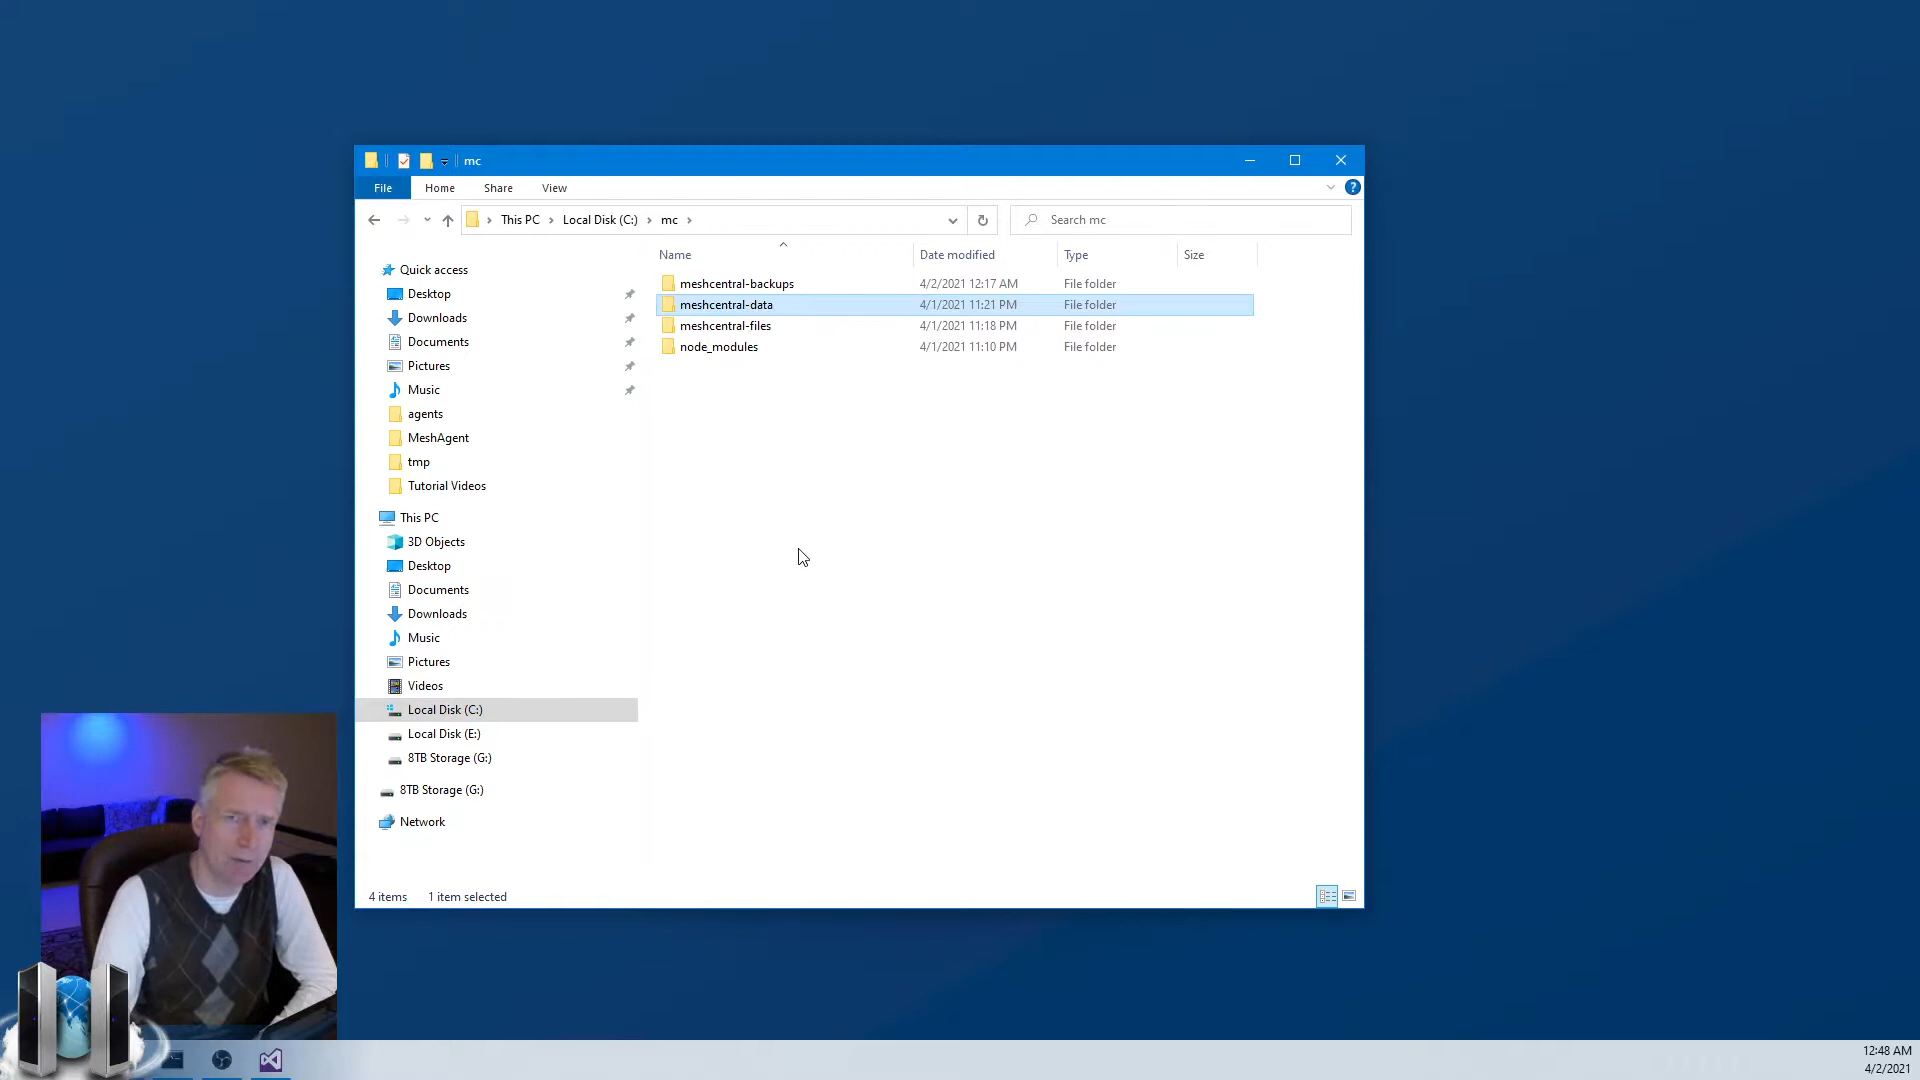 mc
File Home Share View
This PC Local Disk (C:) mc
Search mc
Name Date modified Type Size
meshcentral-backups 4/2/2021 12:17 AM File folder
meshcentral-data 4/1/2021 11:21 PM File folder
meshcentral-files 4/1/2021 11:18 PM File folder
node_modules 4/1/2021 11:10 PM File folder
Quick access
Desktop
Downloads
Documents
Pictures
Music
agents
MeshAgent
tmp
Tutorial Videos
This PC
3D Objects
Desktop
Documents
Downloads
Music
Pictures
Videos
Local Disk (C:)
Local Disk (E:)
8TB Storage (G:)
8TB Storage (G:)
Network
4 items 1 item selected
12:48 AM
4/2/2021